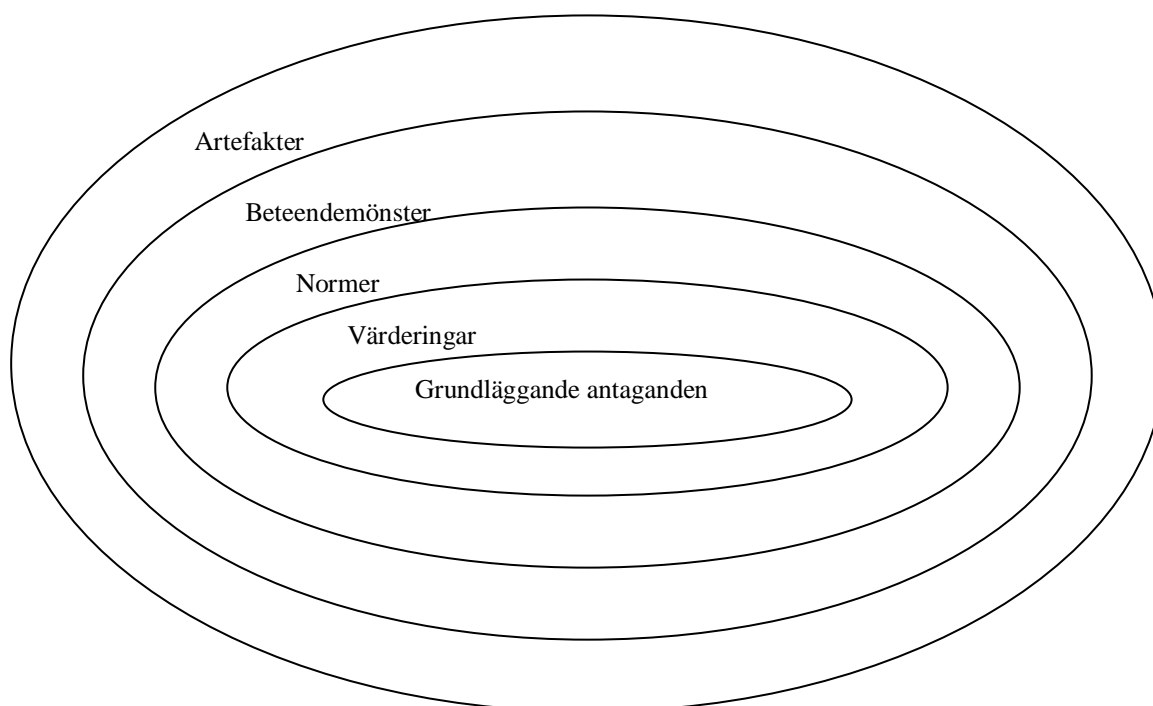 Artefakter
Beteendemönster
Normer
Värderingar
Grundläggande antaganden